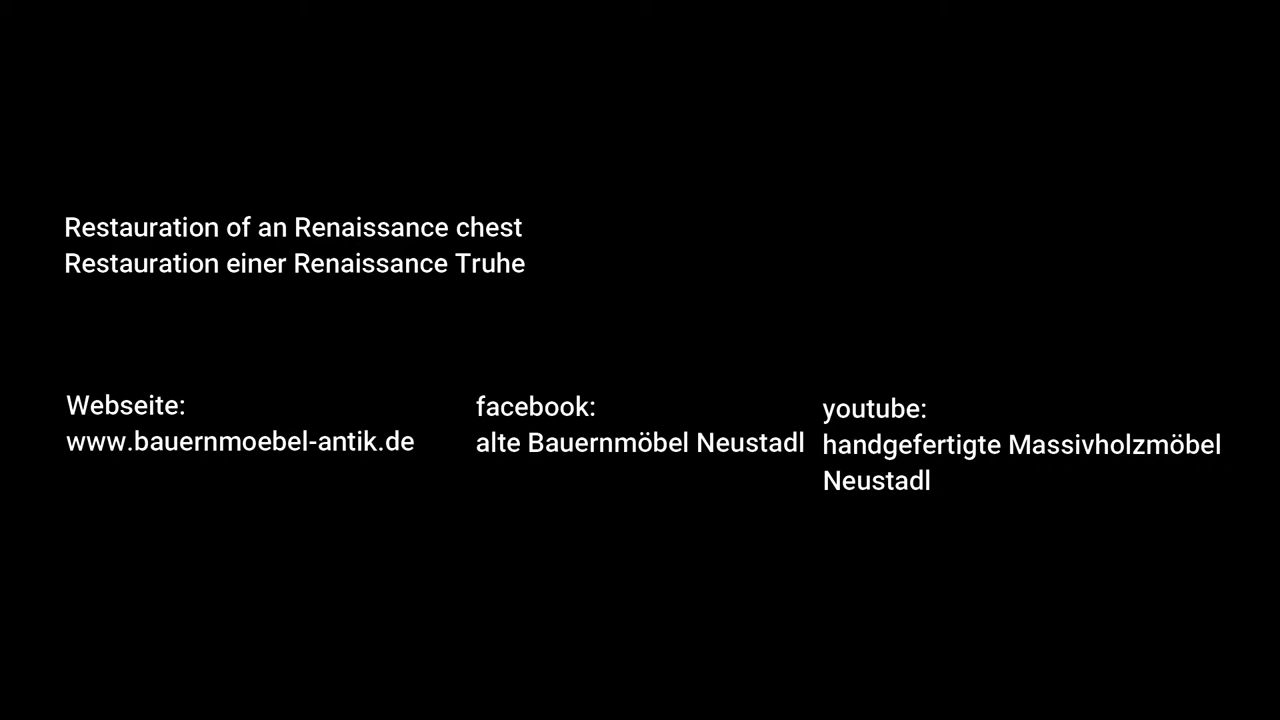 Restauration of an Renaissance chest
Restauration einer Renaissance Truhe
Webseite:
www.bauernmoebel-antik.de
facebook:
alte Bauernmöbel Neustadl
youtube:
handgefertigte Massivholzmöbel
Neustadl